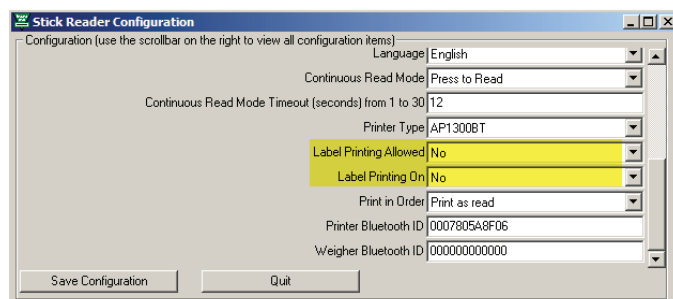 Stick Reader Configuration
Configuration (use the scrollbar on the right to view all configuration items)
Language English
Continuous Read Mode Press to Read
Continuous Read Mode Timeout (seconds) from 1 to 30 12
Printer Type AP1300BT
Label Printing Allowed No
Label Printing On No
Print in Order Print as read
Printer Bluetooth ID 0007805A8F06
Weigher Bluetooth ID 000000000000
Save Configuration Quit